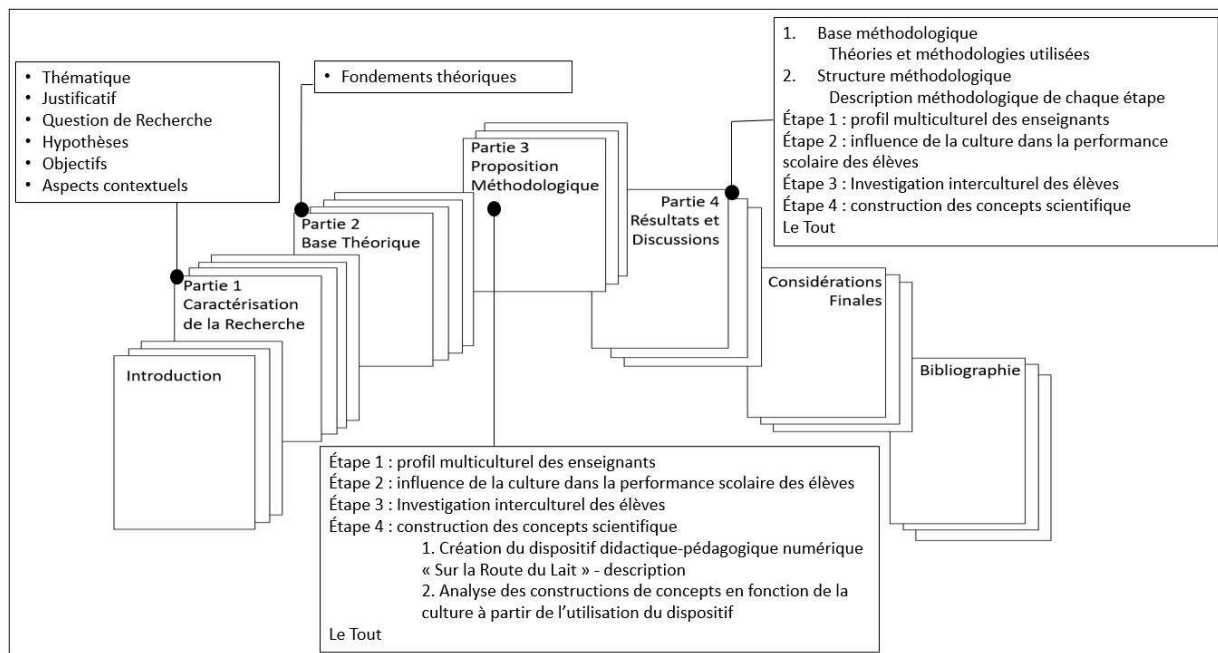 • Thématique
• Justificatif
• Question de Recherche
• Hypothèses
• Objectifs
• Aspects contextuels
• Fondements théoriques
1. Base méthodologique
Théories et méthodologies utilisées
2. Structure méthodologique
Description méthodologique de chaque étape
Étape 1 : profil multiculturel des enseignants
Étape 2 : influence de la culture dans la performance
scolaire des élèves
Étape 3 : Investigation interculturel des élèves
Étape 4 : construction des concepts scientifique
Le Tout
Introduction
Partie 1
Caractérisation
de la Recherche
Partie 2
Base Théorique
Partie 3
Proposition
Méthodologique
Partie 4
Résultats et
Discussions
Considérations
Finales
Bibliographie
Étape 1 : profil multiculturel des enseignants
Étape 2 : influence de la culture dans la performance scolaire des élèves
Étape 3 : Investigation interculturel des élèves
Étape 4 : construction des concepts scientifique
1. Création du dispositif didactique-pédagogique numérique
« Sur la Route du Lait » - description
2. Analyse des constructions de concepts en fonction de la
culture à partir de l’utilisation du dispositif
Le Tout